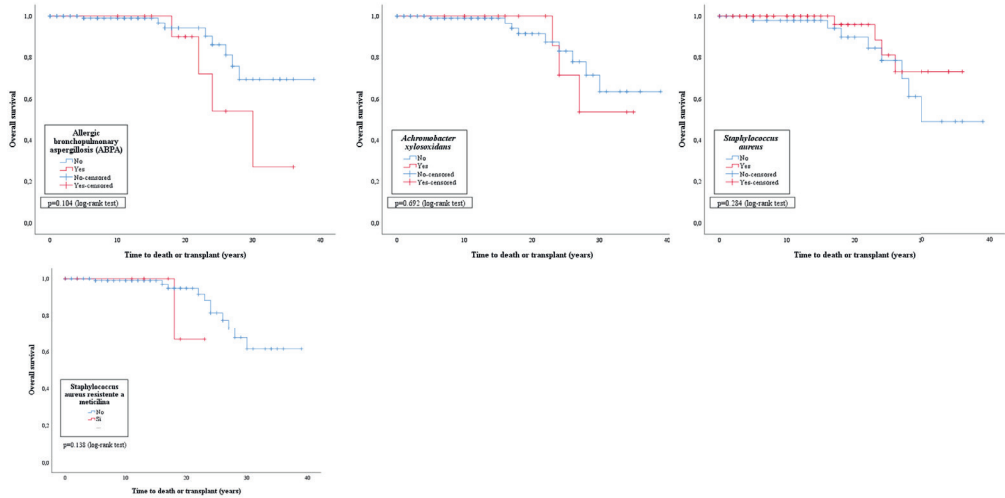 1,0
0,8
0,6
0,4
0,2
0,0
Overall survival
Allergic
bronchopulmonary
aspergillosis (ABPA)
No
Yes
No-censored
Yes-censored
p=0.104 (log-rank test)
0 10 20 30 40
Time to death or transplant (years)
1,0
0,8
0,6
0,4
0,2
0,0
Overall survival
Achromobacter
xylosoxidans
No
Yes
No-censored
Yes-censored
p=0.692 (log-rank test)
0 10 20 30 40
Time to death or transplant (years)
1,0
0,8
0,6
0,4
0,2
0,0
Overall survival
Staphylococcus
aureus
No
Yes
No-censored
Yes-censored
p=0.284 (log-rank test)
0 10 20 30 40
Time to death or transplant (years)
1,0
0,8
0,6
0,4
0,2
0,0
Overall survival
Staphylococcus
aureus resistente a
meticilina
No
Si
p=0.138 (log-rank test)
0 10 20 30 40
Time to death or transplant (years)